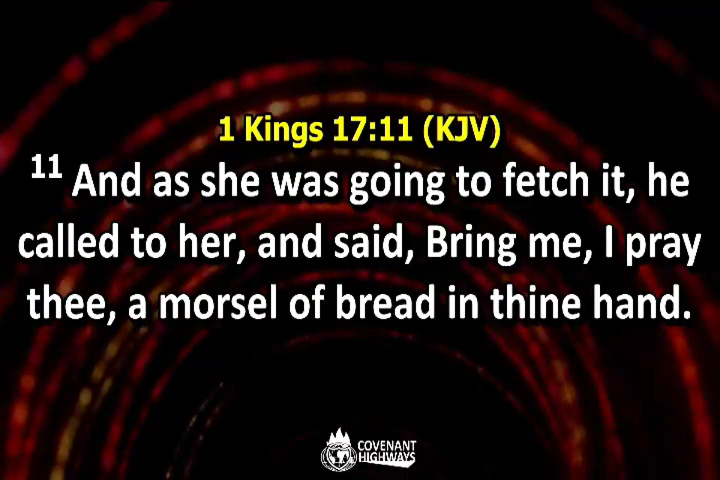 1 Kings 17:11 (KJV)
11 And as she was going to fetch it, he
called to her, and said, Bring me, I pray
thee, a morsel of bread in thine hand.
COVENANT
HIGHWAYS